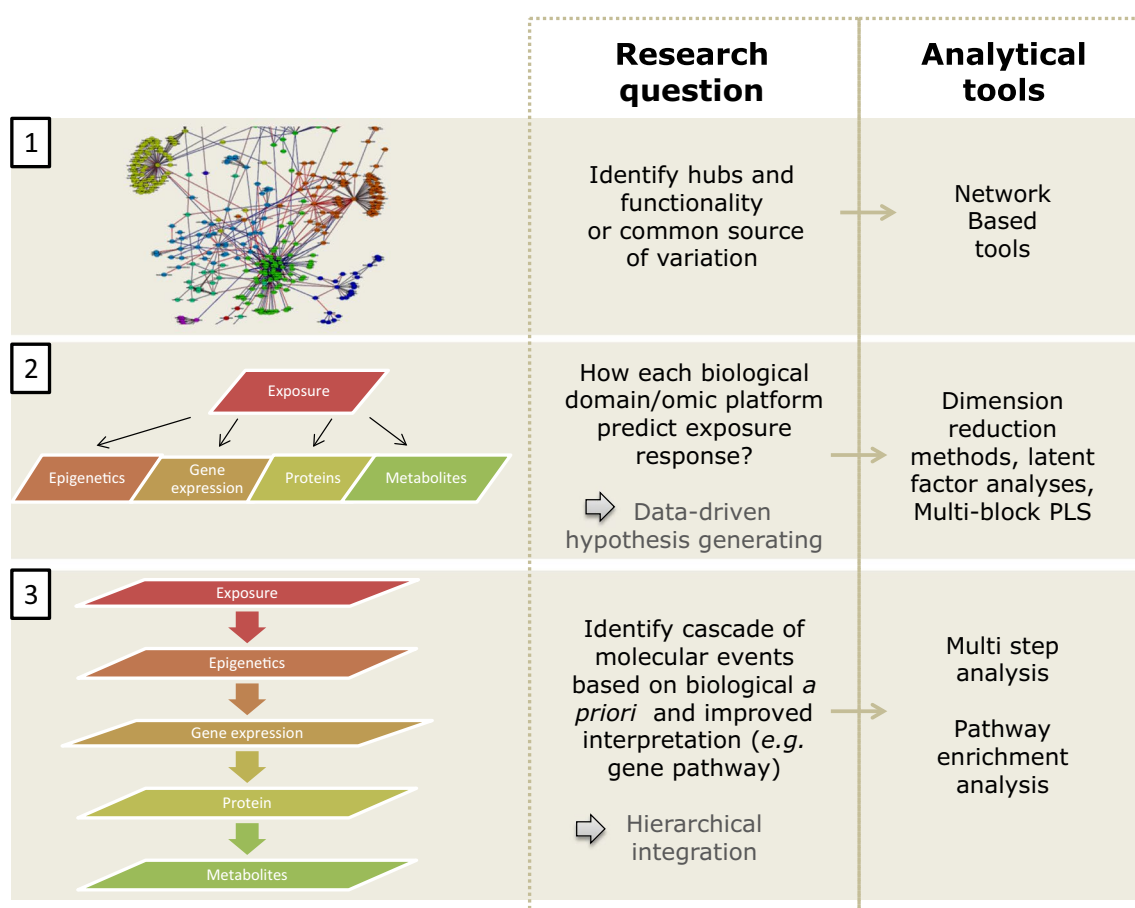 Research
question
Analytical
tools
1
Identify hubs and
functionality
or common source
of variation
Network
Based
tools
2
Exposure
Epigenetics
Gene
expression
Proteins
Metabolites
How each biological
domain/omic platform
predict exposure
response?
Data-driven
hypothesis generating
Dimension
reduction
methods, latent
factor analyses,
Multi-block PLS
3
Exposure
Epigenetics
Gene expression
Protein
Metabolites
Identify cascade of
molecular events
based on biological a
priori and improved
interpretation (e.g.
gene pathway)
Hierarchical
integration
Multi step
analysis
Pathway
enrichment
analysis